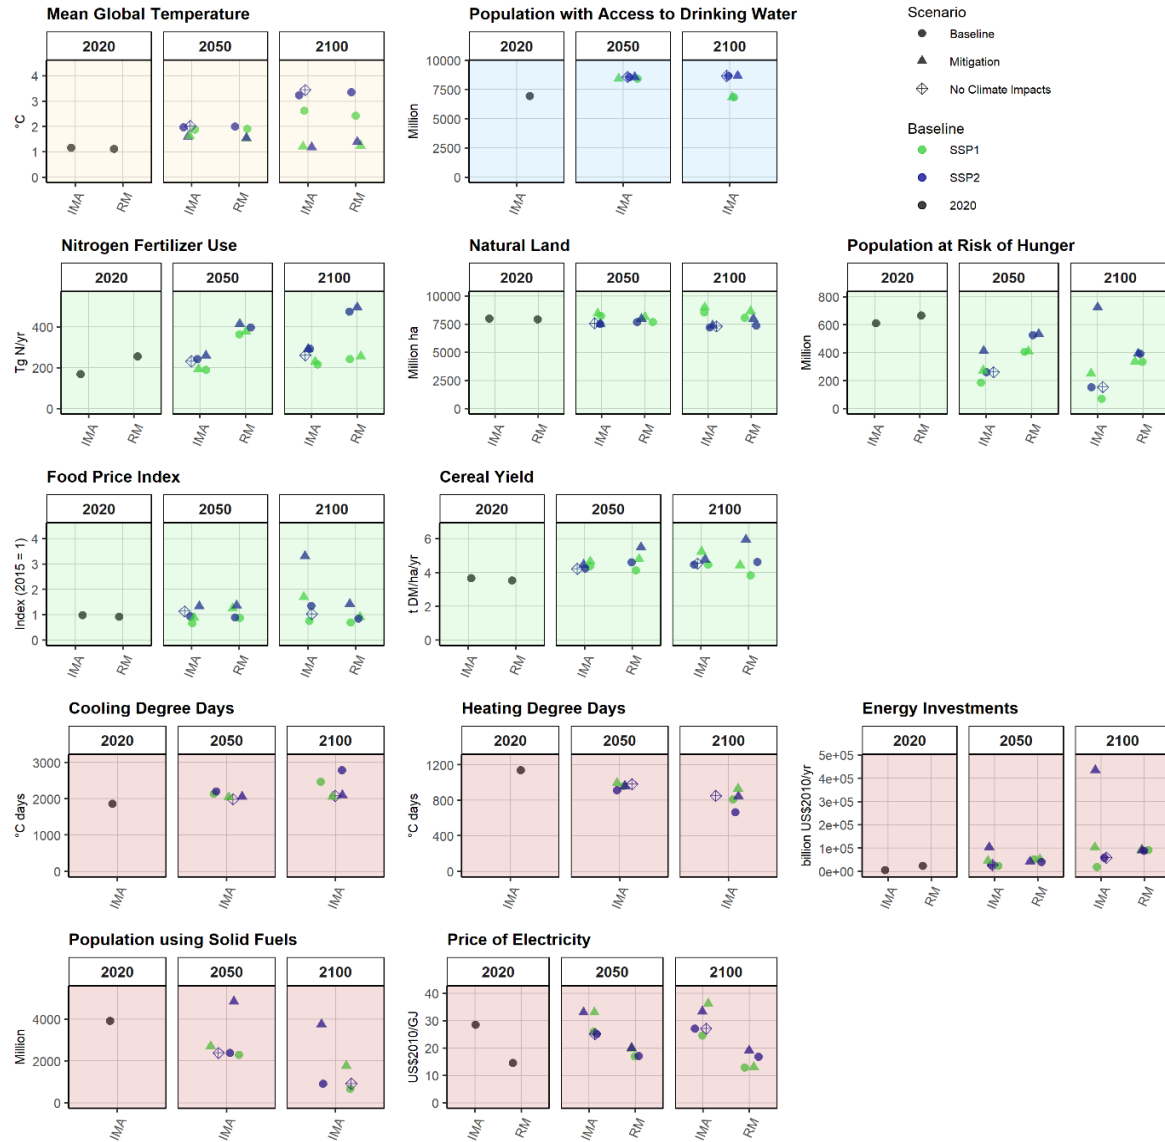 Mean Global Temperature
2020 2050 2100
°C
4
3
2
1
0
IMA RM IMA RM IMA RM
Population with Access to Drinking Water
2020 2050 2100
Million
10000
7500
5000
2500
0
IMA IMA IMA
Scenario
Baseline
Mitigation
No Climate Impacts
Baseline
SSP1
SSP2
2020
Nitrogen Fertilizer Use
2020 2050 2100
Tg N/yr
400
200
0
IMA RM IMA RM IMA RM
Natural Land
2020 2050 2100
Million ha
10000
7500
5000
2500
0
IMA RM IMA RM IMA RM
Population at Risk of Hunger
2020 2050 2100
Million
800
600
400
200
0
IMA RM IMA RM IMA RM
Food Price Index
2020 2050 2100
Index (2015 = 1)
4
3
2
1
0
IMA RM IMA RM IMA RM
Cereal Yield
2020 2050 2100
t DM/ha/yr
6
4
2
0
IMA RM IMA RM IMA RM
Cooling Degree Days
2020 2050 2100
°C days
3000
2000
1000
0
IMA IMA IMA
Heating Degree Days
2020 2050 2100
°C days
1200
800
400
0
IMA IMA IMA
Energy Investments
2020 2050 2100
billion US$2010/yr
5e+05
4e+05
3e+05
2e+05
1e+05
0e+00
IMA RM IMA RM IMA RM
Population using Solid Fuels
2020 2050 2100
Million
4000
2000
0
IMA IMA IMA
Price of Electricity
2020 2050 2100
US$2010/GJ
40
30
20
10
0
IMA RM IMA RM IMA RM